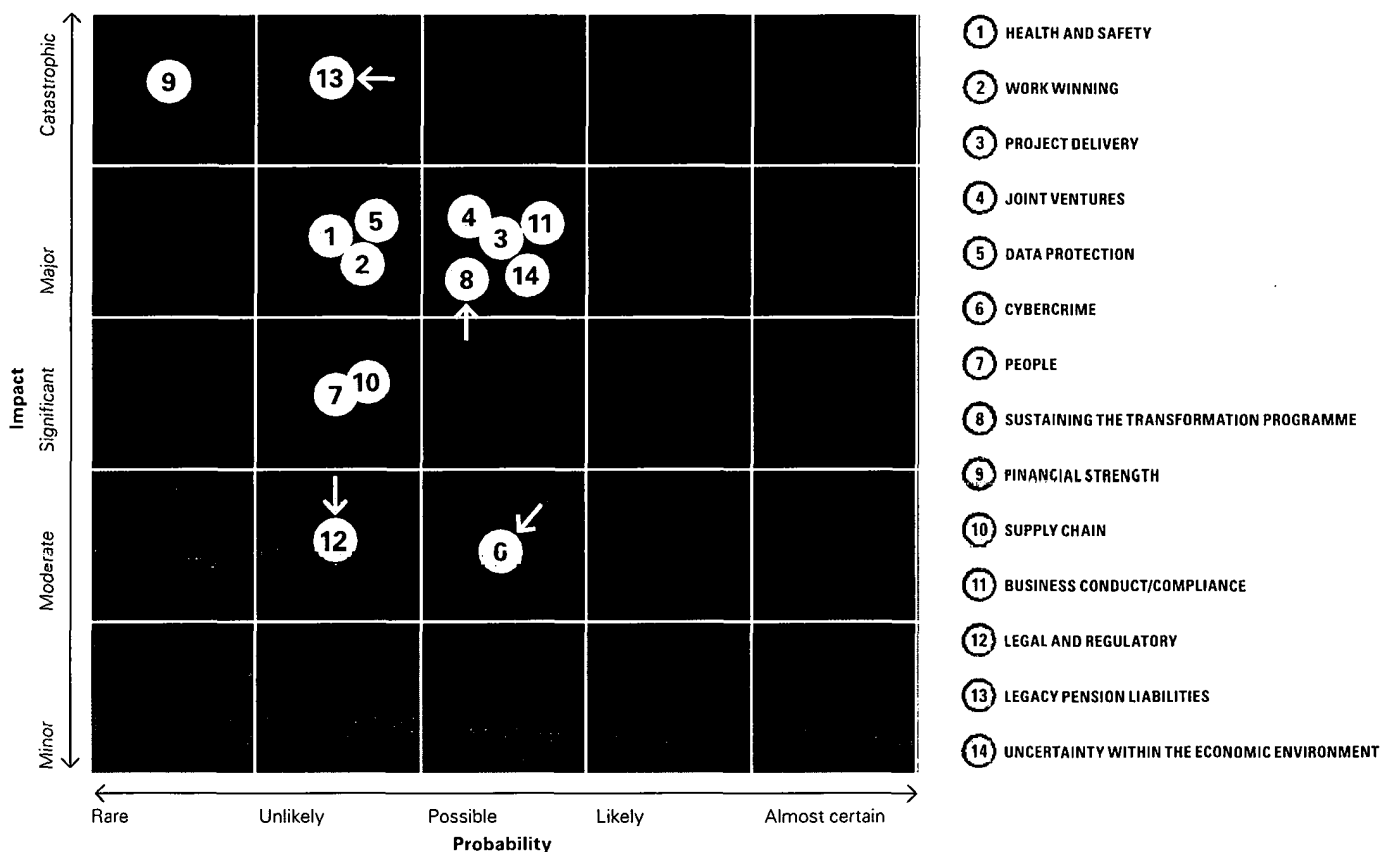 Impact
Catastrophic
Major
Significant
Moderate
Minor
9
13
1
5
2
4
3
11
8
14
7
10
12
6
Rare
Unlikely
Possible
Likely
Almost certain
Probability
1 HEALTH AND SAFETY
2 WORK WINNING
3 PROJECT DELIVERY
4 JOINT VENTURES
5 DATA PROTECTION
6 CYBERCRIME
7 PEOPLE
8 SUSTAINING THE TRANSFORMATION PROGRAMME
9 FINANCIAL STRENGTH
10 SUPPLY CHAIN
11 BUSINESS CONDUCT/COMPLIANCE
12 LEGAL AND REGULATORY
13 LEGACY PENSION LIABILITIES
14 UNCERTAINTY WITHIN THE ECONOMIC ENVIRONMENT